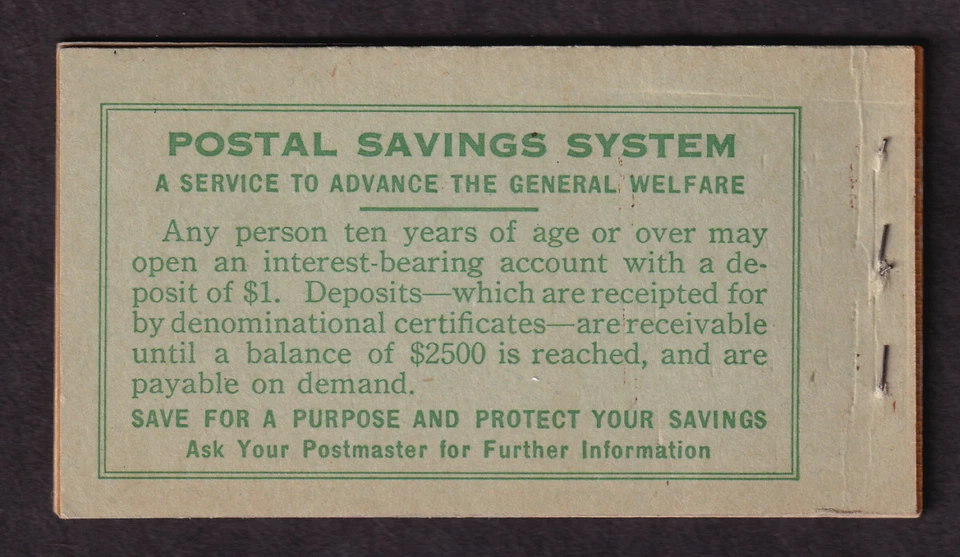 POSTAL SAVINGS SYSTEM
A SERVICE TO ADVANCE THE GENERAL WELFARE
Any person ten years of age or over may
open an interest-bearing account with a de-
posit of $1. Deposits—which are receipted for
by denominational certificates—are receivable
until a balance of $2500 is reached, and are
payable on demand.
SAVE FOR A PURPOSE AND PROTECT YOUR SAVINGS
Ask Your Postmaster for Further Information